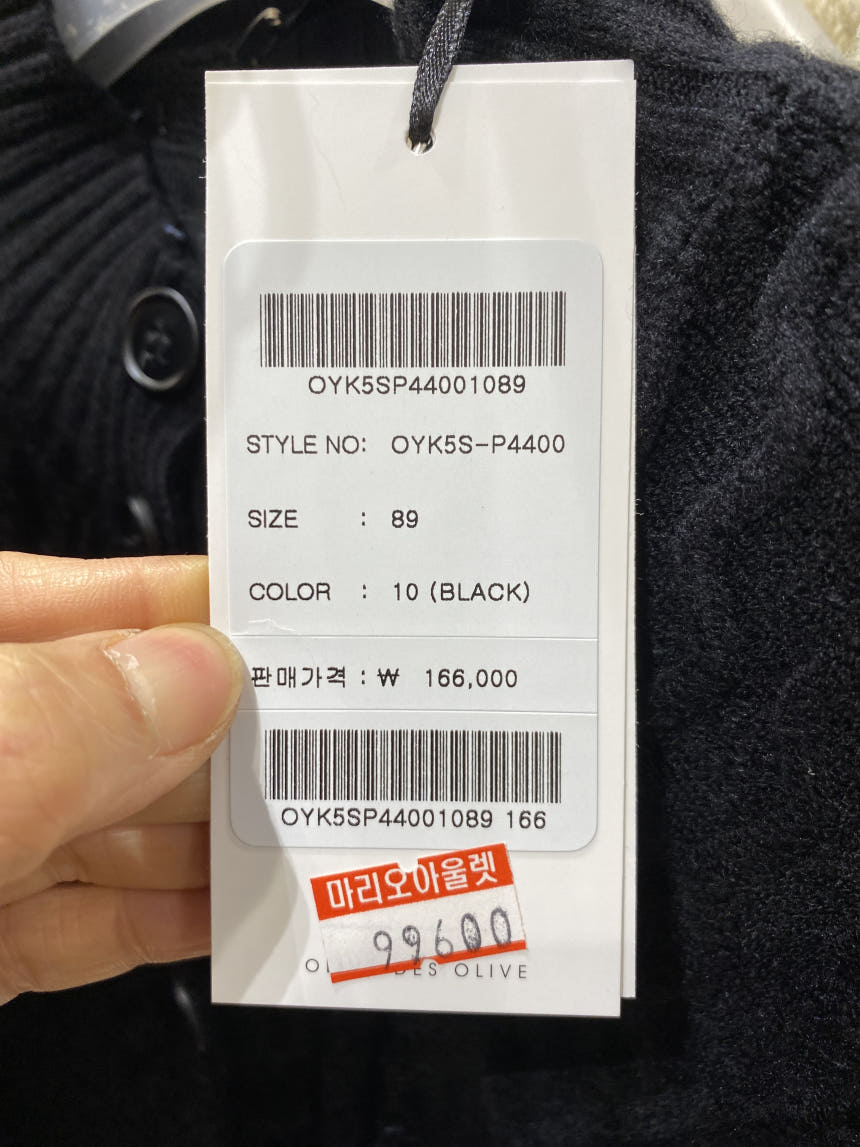 OYK5SP44001089
STYLE NO: OYK5S-P4400
SIZE : 89
COLOR : 10 (BLACK)
판매가격 : ₩ 166,000
OYK5SP44001089 166
마리오아울렛
99600
DES OLIVE